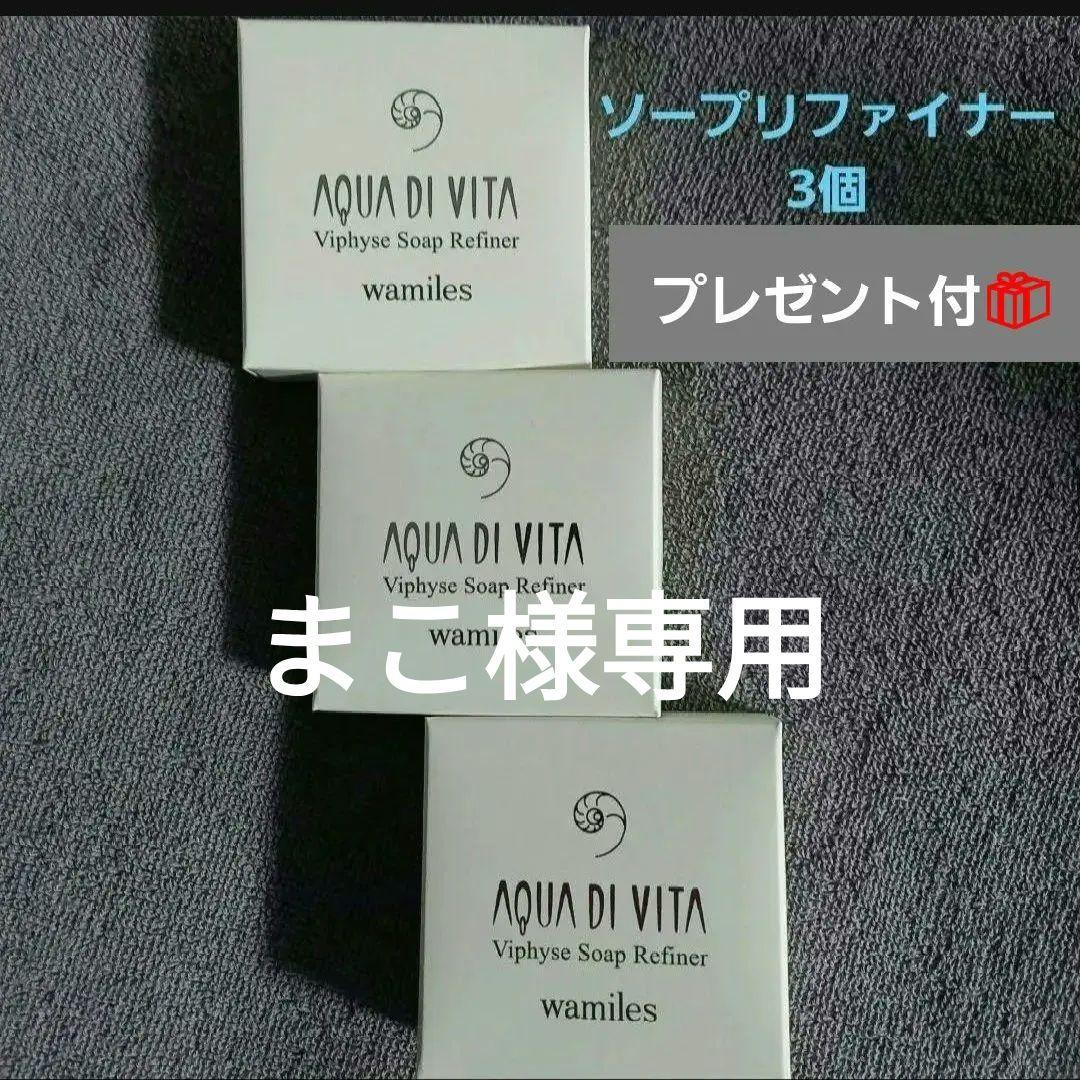 AQUA DI VITA
Viphyse Soap Refiner
wamiles
ソープリファイナー
3個
プレゼント付🎁
AQUA DI VITA
Viphyse Soap Refiner
wamiles
まこ様専用
AQUA DI VITA
Viphyse Soap Refiner
wamiles